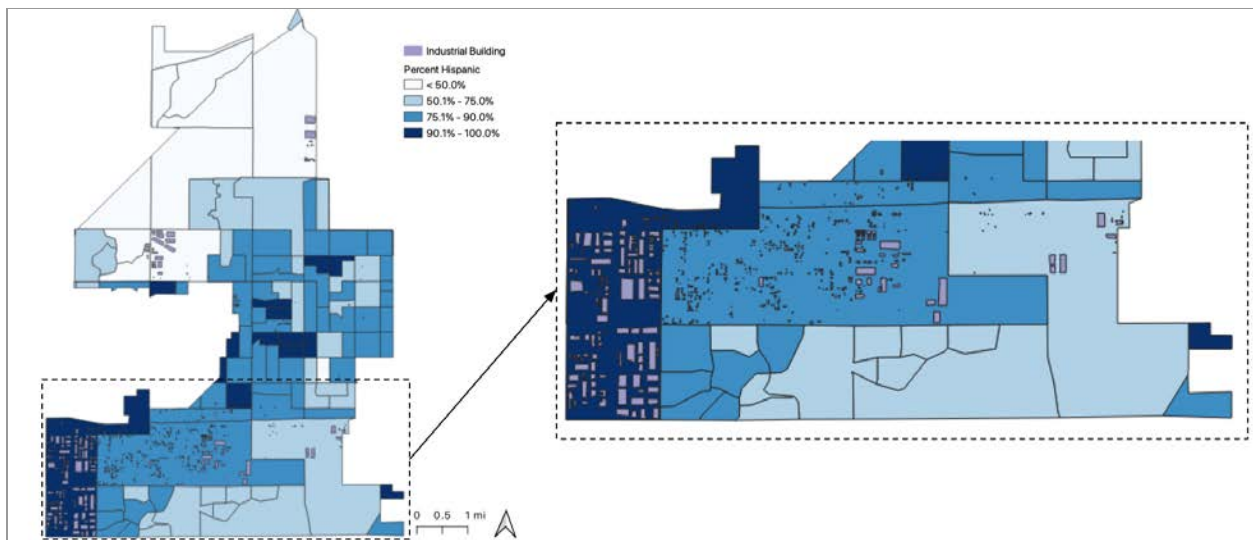 Industrial Building
Percent Hispanic
< 50.0%
50.1% - 75.0%
75.1% - 90.0%
90.1% - 100.0%
0 0.5 1 mi